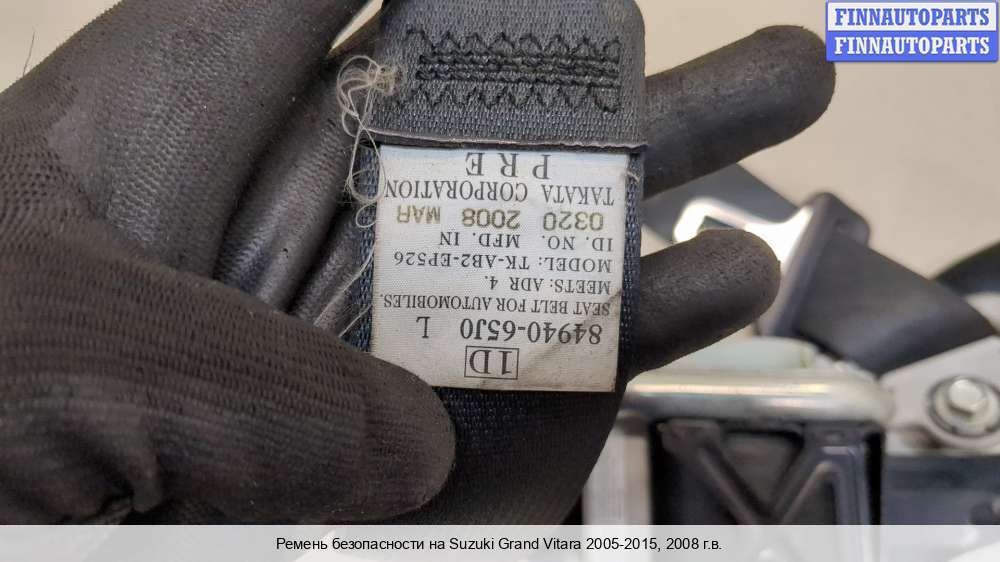 FINNAUTOPARTS
FINNAUTOPARTS
1D
84940-65J0 L
SEAT BELT FOR AUTOMOBILES.
MEETS: ADR 4.
MODEL: TK-AB2-EP526
ID. NO. MFD. IN
0320 2008 MAR
TAKATA CORPORATION
PRE
Ремень безопасности на Suzuki Grand Vitara 2005-2015, 2008 г.в.